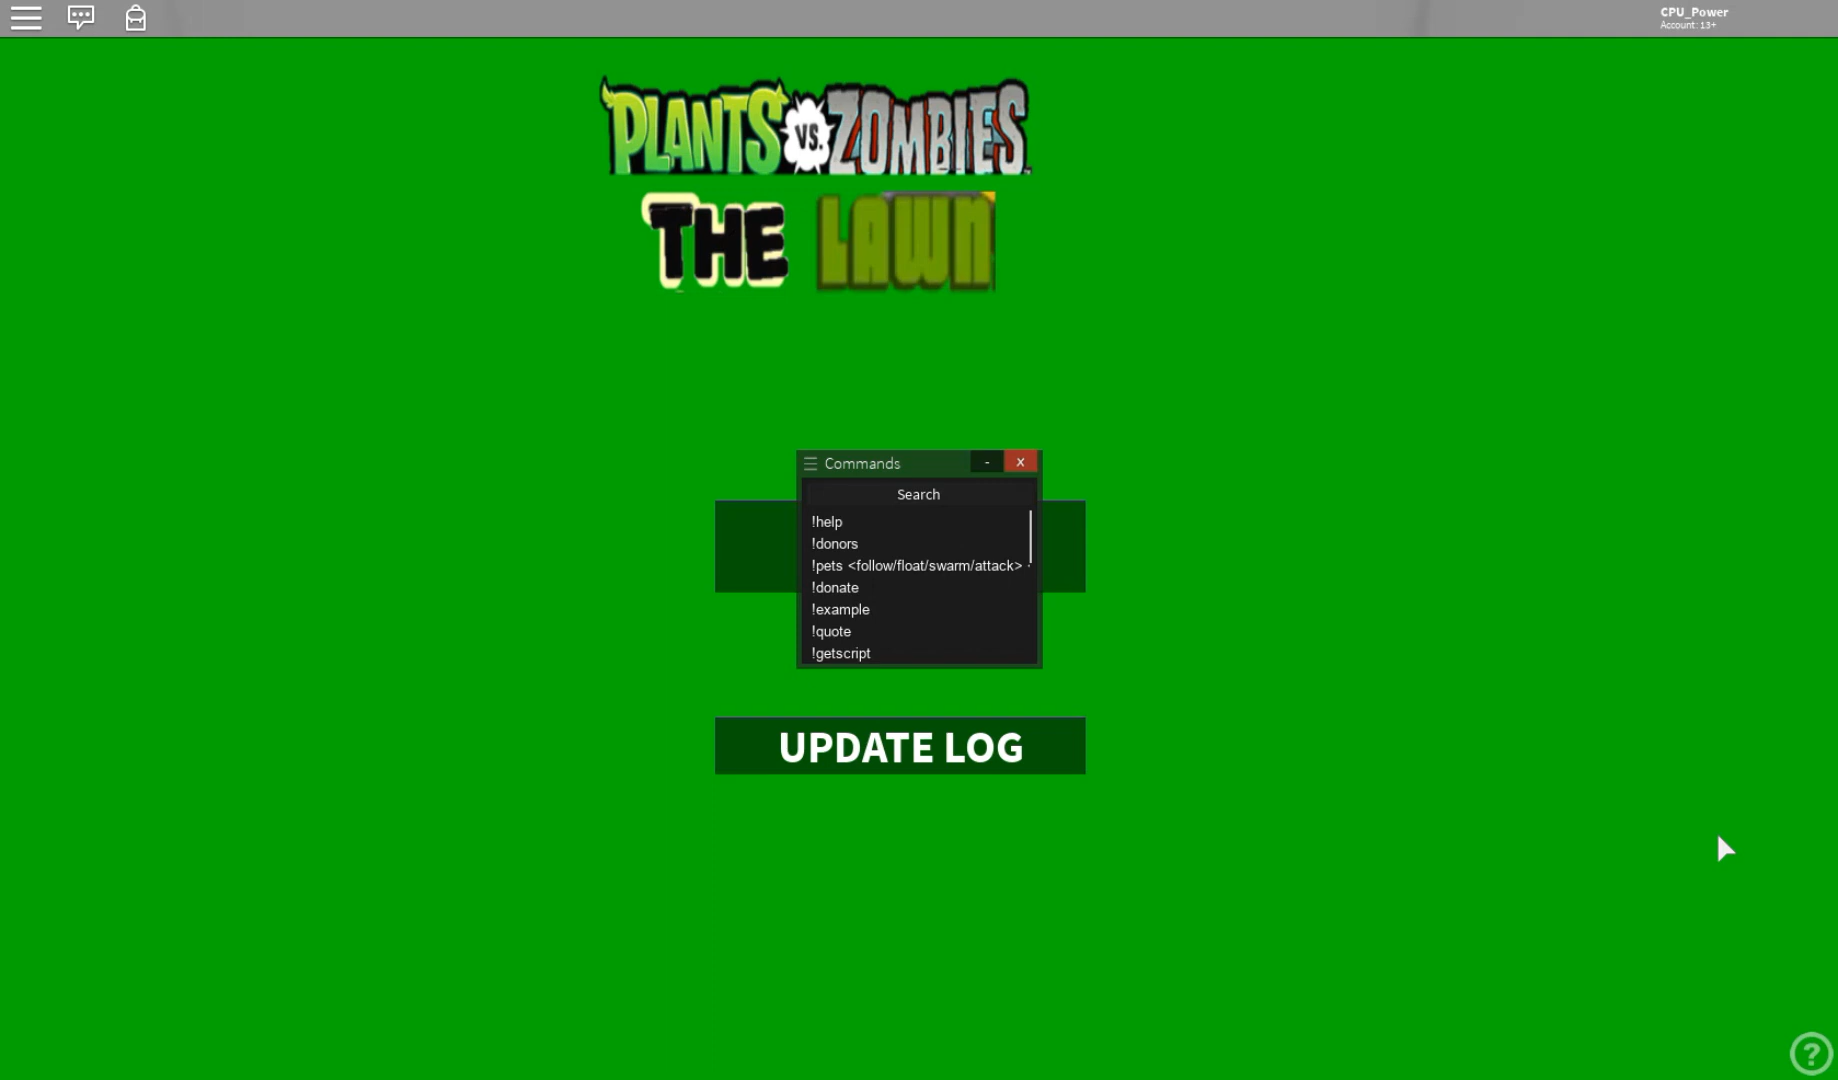 CPU_Power
Account: 13+
PLANTS VS. ZOMBIES
THE LAWN
Commands - x
Search
!help
!donors
!pets <follow/float/swarm/attack>
!donate
!example
!quote
!getscript
UPDATE LOG
?